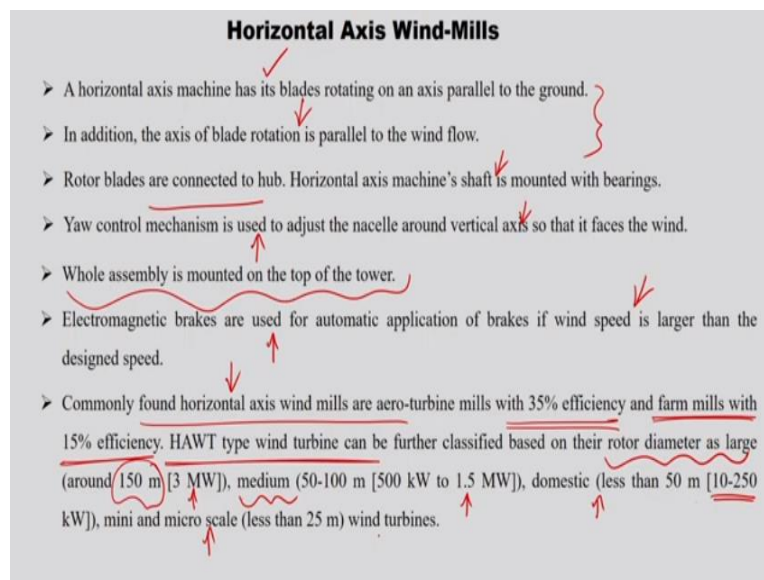 Horizontal Axis Wind-Mills
➤ A horizontal axis machine has its blades rotating on an axis parallel to the ground.
➤ In addition, the axis of blade rotation is parallel to the wind flow.
➤ Rotor blades are connected to hub. Horizontal axis machine's shaft is mounted with bearings.
➤ Yaw control mechanism is used to adjust the nacelle around vertical axis so that it faces the wind.
➤ Whole assembly is mounted on the top of the tower.
➤ Electromagnetic brakes are used for automatic application of brakes if wind speed is larger than the
designed speed.
➤ Commonly found horizontal axis wind mills are aero-turbine mills with 35% efficiency and farm mills with
15% efficiency. HAWT type wind turbine can be further classified based on their rotor diameter as large
(around 150 m [3 MW]), medium (50-100 m [500 kW to 1.5 MW]), domestic (less than 50 m [10-250
kW]), mini and micro scale (less than 25 m) wind turbines.